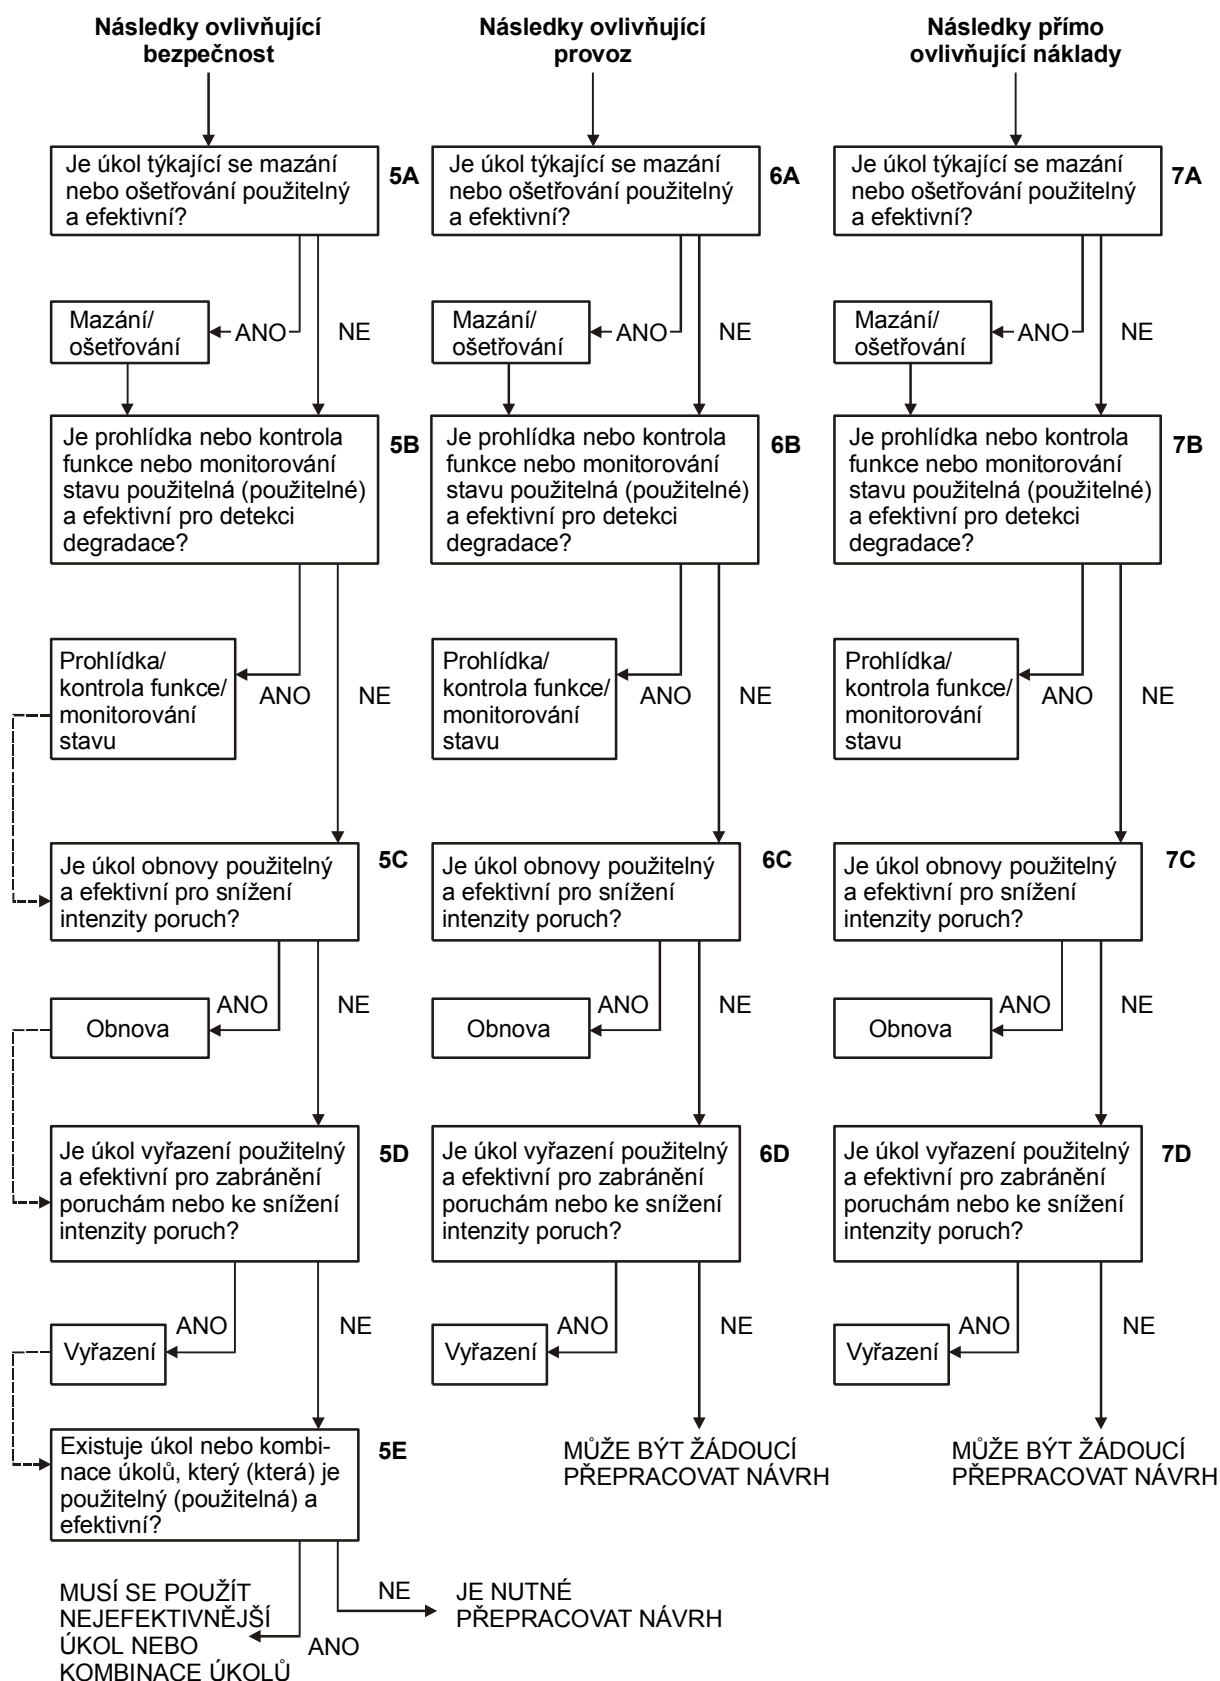 Následky ovlivňující
bezpečnost
Následky ovlivňující
provoz
Následky přímo
ovlivňující náklady
Je úkol týkající se mazání
nebo ošetřování použitelný
a efektivní?
5A
Je úkol týkající se mazání
nebo ošetřování použitelný
a efektivní?
6A
Je úkol týkající se mazání
nebo ošetřování použitelný
a efektivní?
7A
Mazání/
ošetřování
ANO
NE
Mazání/
ošetřování
ANO
NE
Mazání/
ošetřování
ANO
NE
Je prohlídka nebo kontrola
funkce nebo monitorování
stavu použitelná (použitelné)
a efektivní pro detekci
degradace?
5B
Je prohlídka nebo kontrola
funkce nebo monitorování
stavu použitelná (použitelné)
a efektivní pro detekci
degradace?
6B
Je prohlídka nebo kontrola
funkce nebo monitorování
stavu použitelná (použitelné)
a efektivní pro detekci
degradace?
7B
Prohlídka/
kontrola funkce/
monitorování
stavu
ANO
NE
Prohlídka/
kontrola funkce/
monitorování
stavu
ANO
NE
Prohlídka/
kontrola funkce/
monitorování
stavu
ANO
NE
Je úkol obnovy použitelný
a efektivní pro snížení
intenzity poruch?
5C
Je úkol obnovy použitelný
a efektivní pro snížení
intenzity poruch?
6C
Je úkol obnovy použitelný
a efektivní pro snížení
intenzity poruch?
7C
Obnova
ANO
NE
Obnova
ANO
NE
Obnova
ANO
NE
Je úkol vyřazení použitelný
a efektivní pro zabránění
poruchám nebo ke snížení
intenzity poruch?
5D
Je úkol vyřazení použitelný
a efektivní pro zabránění
poruchám nebo ke snížení
intenzity poruch?
6D
Je úkol vyřazení použitelný
a efektivní pro zabránění
poruchám nebo ke snížení
intenzity poruch?
7D
Vyřazení
ANO
NE
Vyřazení
ANO
NE
Vyřazení
ANO
NE
Existuje úkol nebo kombi-
nace úkolů, který (která) je
použitelný (použitelná) a
efektivní?
5E
MŮŽE BÝT ŽÁDOUCÍ
PŘEPRACOVAT NÁVRH
MŮŽE BÝT ŽÁDOUCÍ
PŘEPRACOVAT NÁVRH
MUSÍ SE POUŽÍT
NEJEFEKTIVNĚJŠÍ
ÚKOL NEBO
KOMBINACE ÚKOLŮ
ANO
NE
JE NUTNÉ
PŘEPRACOVAT NÁVRH